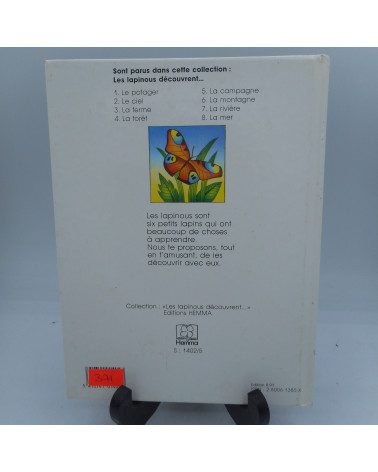 Sont parus dans cette collection :
Les lapinous découvrent...
1. Le potager
2. Le ciel
3. La ferme
4. La forêt
5. La campagne
6. La montagne
7. La rivière
8. La mer
Les lapinous sont
six petits lapins qui ont
beaucoup de choses
à apprendre.
Nous te proposons, tout
en t'amusant, de les
découvrir avec eux.
Collection : «Les lapinous découvrent...»
Editions HEMMA
Hemma